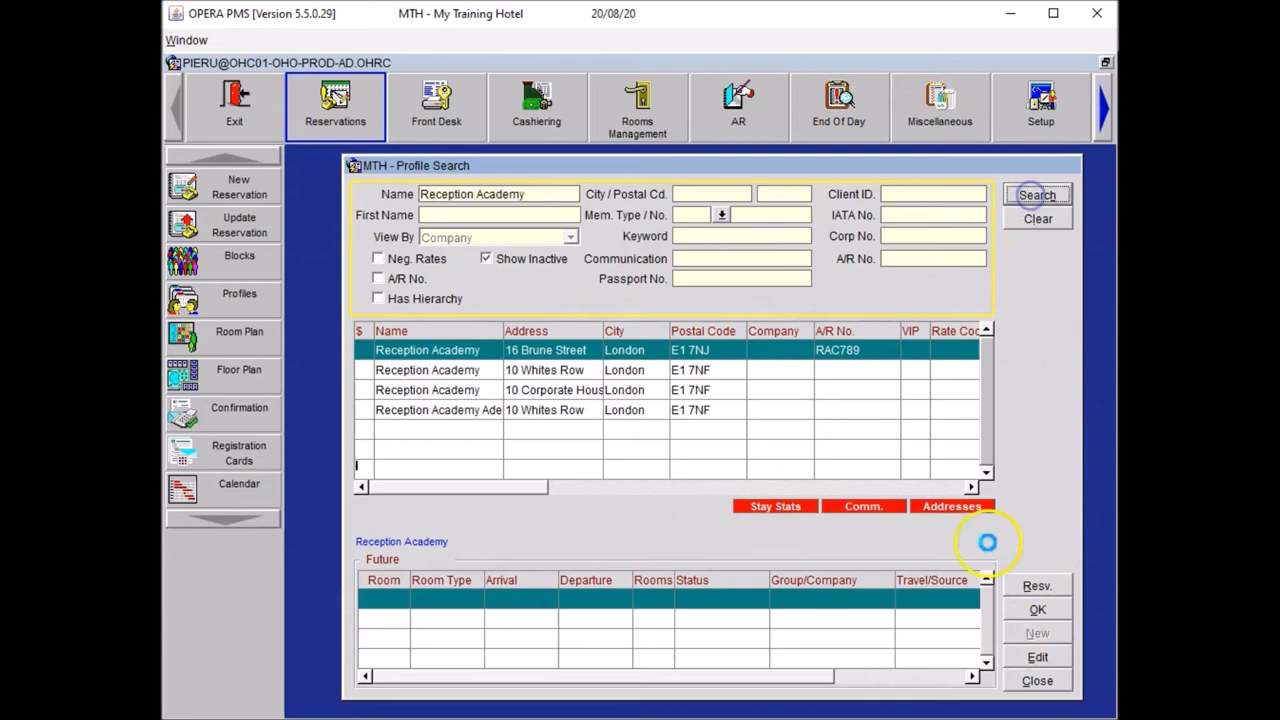 OPERA PMS [Version 5.5.0.29] MTH - My Training Hotel 20/08/20
Window
PIERU@OHC01-OHO-PROD-AD.OHRC
Exit
Reservations
Front Desk
Cashiering
Rooms
Management
AR
End Of Day
Miscellaneous
Setup
New
Reservation
Update
Reservation
Blocks
Profiles
Room Plan
Floor Plan
Confirmation
Registration
Cards
Calendar
MTH - Profile Search
Name Reception Academy City / Postal Cd. Client ID. Search
First Name Mem. Type / No. IATA No. Clear
View By Company Keyword Corp No.
Neg. Rates Show Inactive Communication A/R No.
A/R No. Passport No.
Has Hierarchy
$ Name Address City Postal Code Company A/R No. VIP Rate Coc
Reception Academy 16 Brune Street London E1 7NJ RAC789
Reception Academy 10 Whites Row London E1 7NF
Reception Academy 10 Corporate Hous London E1 7NF
Reception Academy Ade 10 Whites Row London E1 7NF
Stay Stats Comm. Addresses
Reception Academy
Future
Room Room Type Arrival Departure Rooms Status Group/Company Travel/Source
Resv.
OK
New
Edit
Close